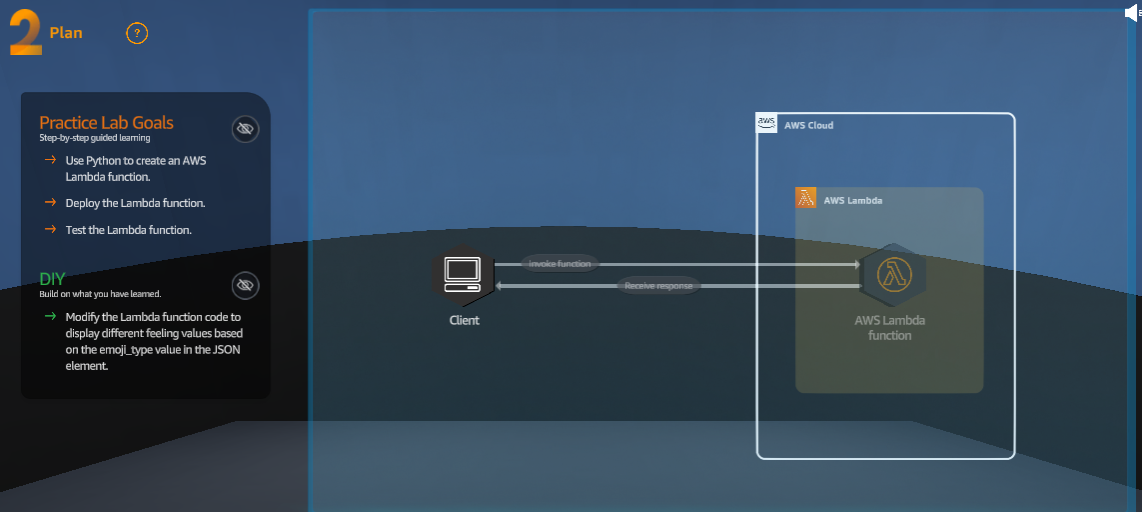 2 Plan
?
Practice Lab Goals
Step-by-step guided learning
Use Python to create an AWS
Lambda function.
Deploy the Lambda function.
Test the Lambda function.
DIY
Build on what you have learned.
Modify the Lambda function code to
display different feeling values based
on the emoji_type value in the JSON
element.
aws
AWS Cloud
AWS Lambda
Invoke function
Receive response
Client
AWS Lambda
function